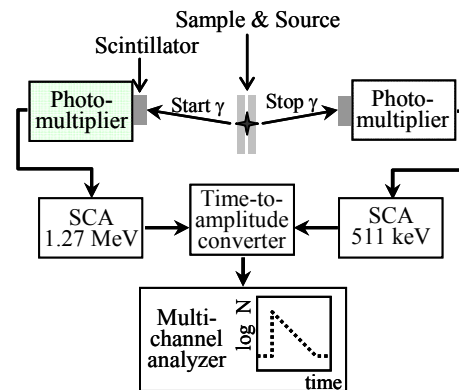 Sample & Source
Scintillator
Photo-
multiplier
Start γ
Stop γ
Photo-
multiplier
SCA
1.27 MeV
Time-to-
amplitude
converter
SCA
511 keV
Multi-
channel
analyzer
log N
time